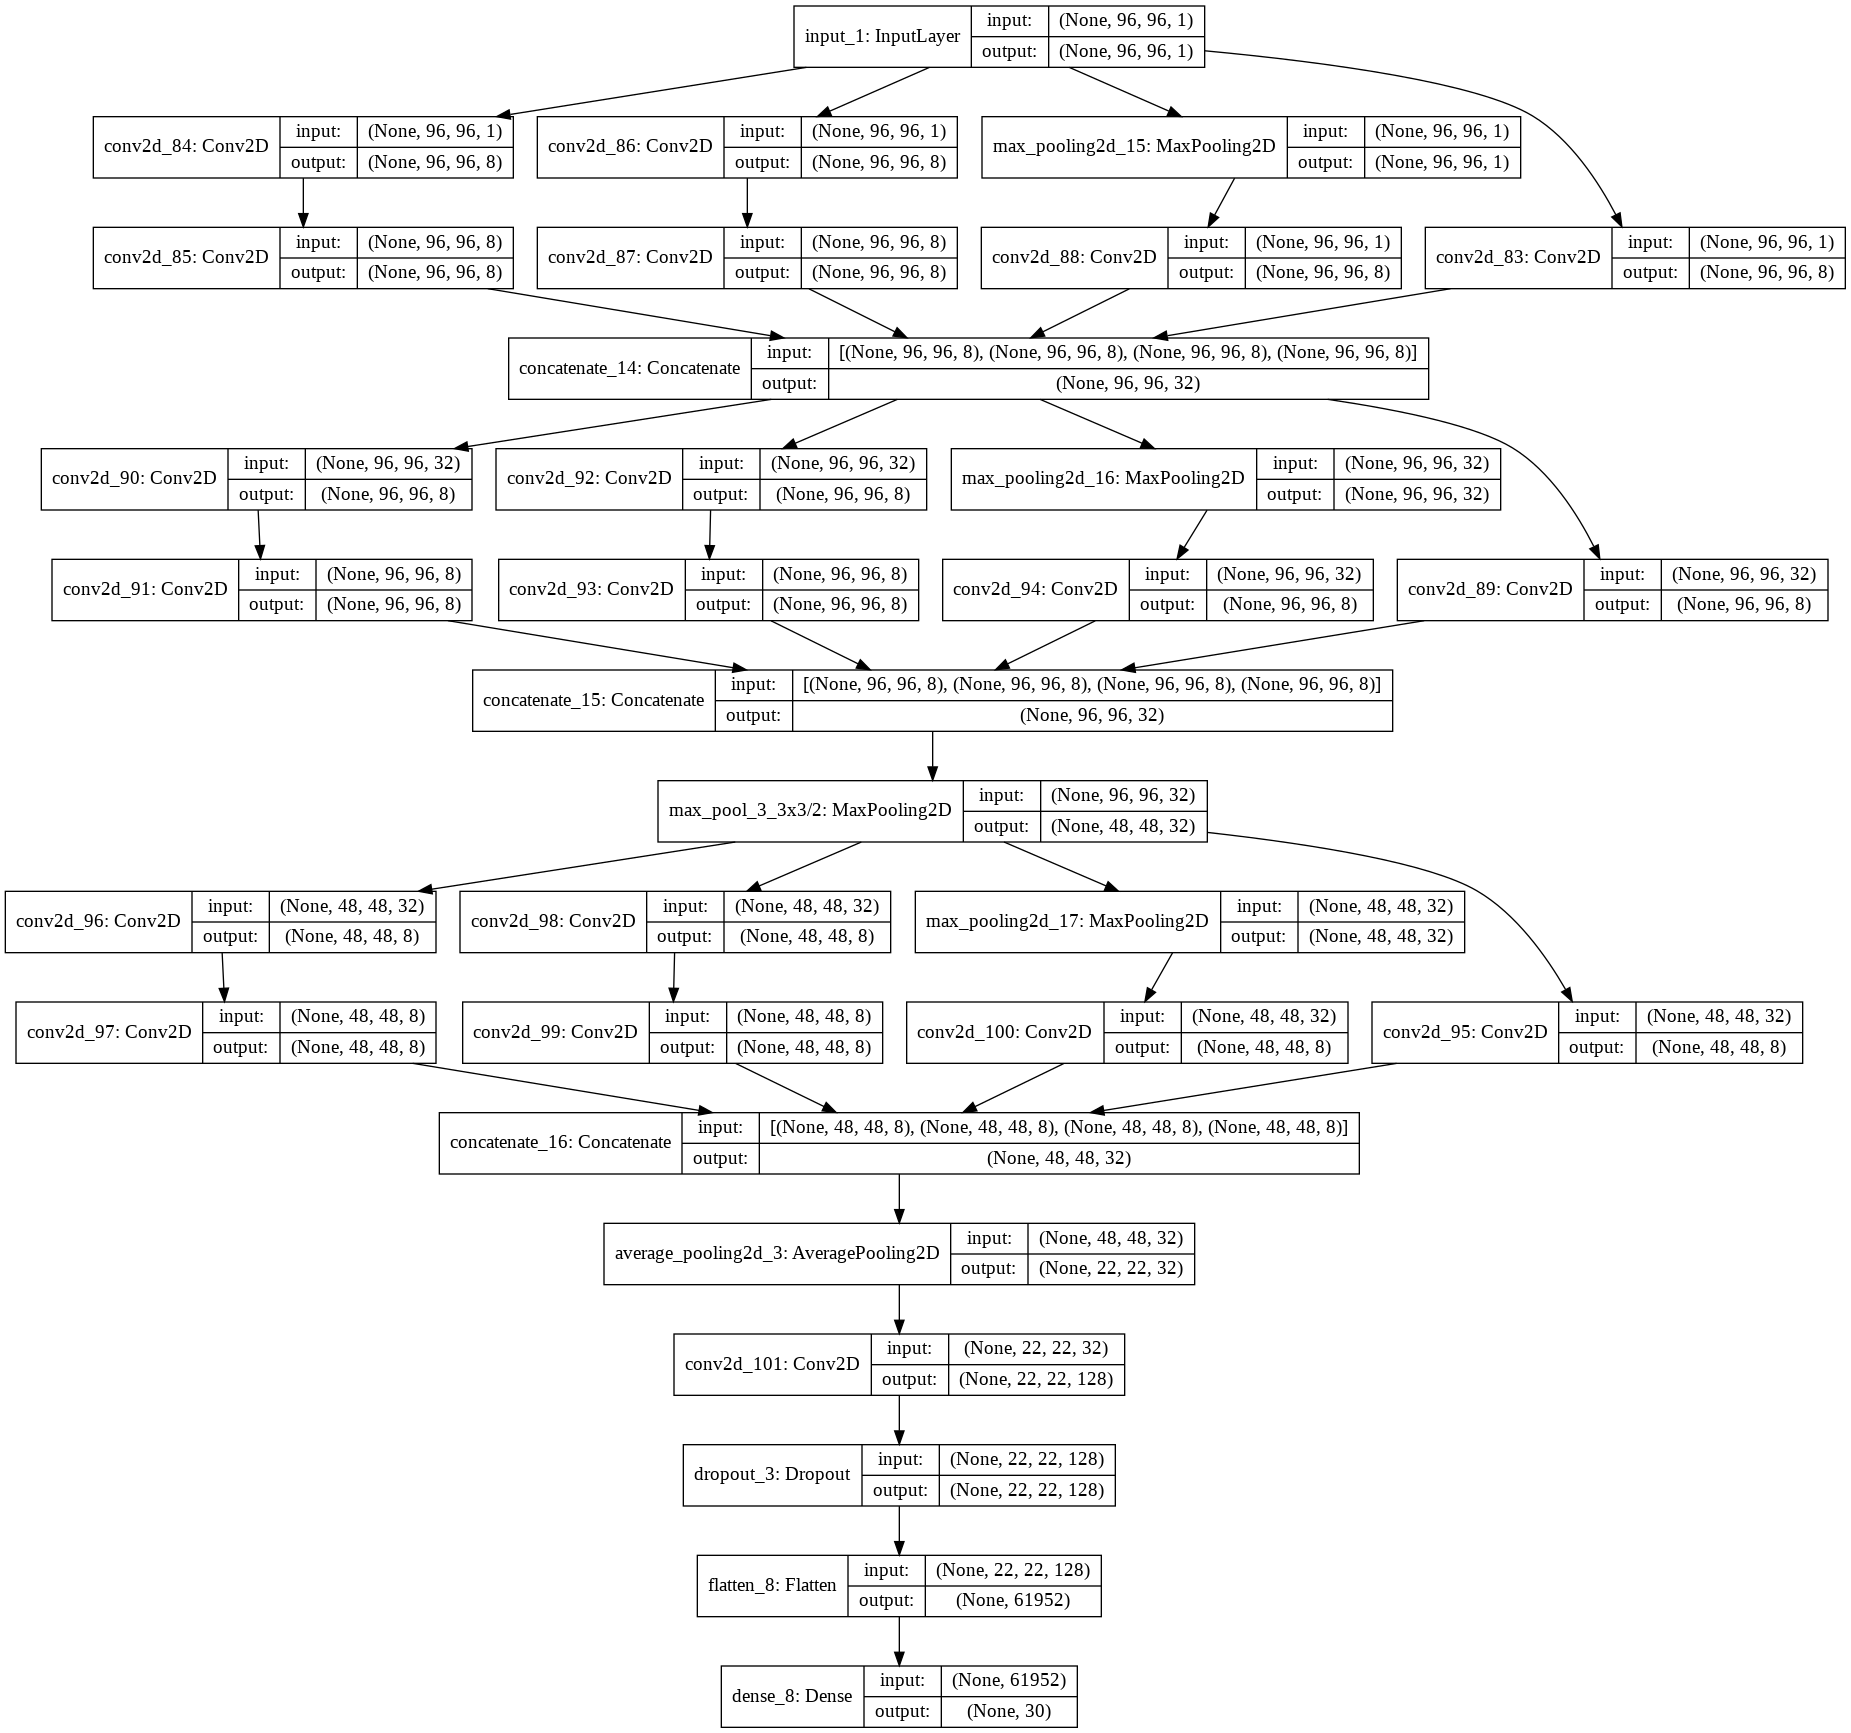 input_1: InputLayer
input: (None, 96, 96, 1)
output: (None, 96, 96, 1)
conv2d_84: Conv2D
input: (None, 96, 96, 1)
output: (None, 96, 96, 8)
conv2d_86: Conv2D
input: (None, 96, 96, 1)
output: (None, 96, 96, 8)
max_pooling2d_15: MaxPooling2D
input: (None, 96, 96, 1)
output: (None, 96, 96, 1)
conv2d_85: Conv2D
input: (None, 96, 96, 8)
output: (None, 96, 96, 8)
conv2d_87: Conv2D
input: (None, 96, 96, 8)
output: (None, 96, 96, 8)
conv2d_88: Conv2D
input: (None, 96, 96, 1)
output: (None, 96, 96, 8)
conv2d_83: Conv2D
input: (None, 96, 96, 1)
output: (None, 96, 96, 8)
concatenate_14: Concatenate
input: [(None, 96, 96, 8), (None, 96, 96, 8), (None, 96, 96, 8), (None, 96, 96, 8)]
output: (None, 96, 96, 32)
conv2d_90: Conv2D
input: (None, 96, 96, 32)
output: (None, 96, 96, 8)
conv2d_92: Conv2D
input: (None, 96, 96, 32)
output: (None, 96, 96, 8)
max_pooling2d_16: MaxPooling2D
input: (None, 96, 96, 32)
output: (None, 96, 96, 32)
conv2d_91: Conv2D
input: (None, 96, 96, 8)
output: (None, 96, 96, 8)
conv2d_93: Conv2D
input: (None, 96, 96, 8)
output: (None, 96, 96, 8)
conv2d_94: Conv2D
input: (None, 96, 96, 32)
output: (None, 96, 96, 8)
conv2d_89: Conv2D
input: (None, 96, 96, 32)
output: (None, 96, 96, 8)
concatenate_15: Concatenate
input: [(None, 96, 96, 8), (None, 96, 96, 8), (None, 96, 96, 8), (None, 96, 96, 8)]
output: (None, 96, 96, 32)
max_pool_3_3x3/2: MaxPooling2D
input: (None, 96, 96, 32)
output: (None, 48, 48, 32)
conv2d_96: Conv2D
input: (None, 48, 48, 32)
output: (None, 48, 48, 8)
conv2d_98: Conv2D
input: (None, 48, 48, 32)
output: (None, 48, 48, 8)
max_pooling2d_17: MaxPooling2D
input: (None, 48, 48, 32)
output: (None, 48, 48, 32)
conv2d_97: Conv2D
input: (None, 48, 48, 8)
output: (None, 48, 48, 8)
conv2d_99: Conv2D
input: (None, 48, 48, 8)
output: (None, 48, 48, 8)
conv2d_100: Conv2D
input: (None, 48, 48, 32)
output: (None, 48, 48, 8)
conv2d_95: Conv2D
input: (None, 48, 48, 32)
output: (None, 48, 48, 8)
concatenate_16: Concatenate
input: [(None, 48, 48, 8), (None, 48, 48, 8), (None, 48, 48, 8), (None, 48, 48, 8)]
output: (None, 48, 48, 32)
average_pooling2d_3: AveragePooling2D
input: (None, 48, 48, 32)
output: (None, 22, 22, 32)
conv2d_101: Conv2D
input: (None, 22, 22, 32)
output: (None, 22, 22, 128)
dropout_3: Dropout
input: (None, 22, 22, 128)
output: (None, 22, 22, 128)
flatten_8: Flatten
input: (None, 22, 22, 128)
output: (None, 61952)
dense_8: Dense
input: (None, 61952)
output: (None, 30)